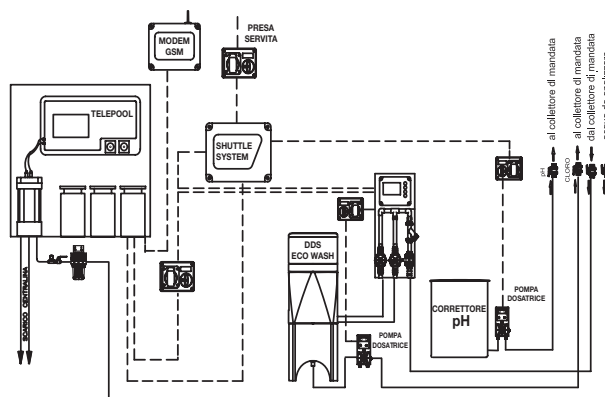 MODEM
GSM
PRESA
SERVITA
TELEPOOL
SHUTTLE
SYSTEM
SCARICO CENTRALINA
DDS
ECO WASH
POMPA
DOSATRICE
CORRETTORE
pH
POMPA
DOSATRICE
pH
al collettore di mandata
CLORO
al collettore di mandata
dal collettore di mandata